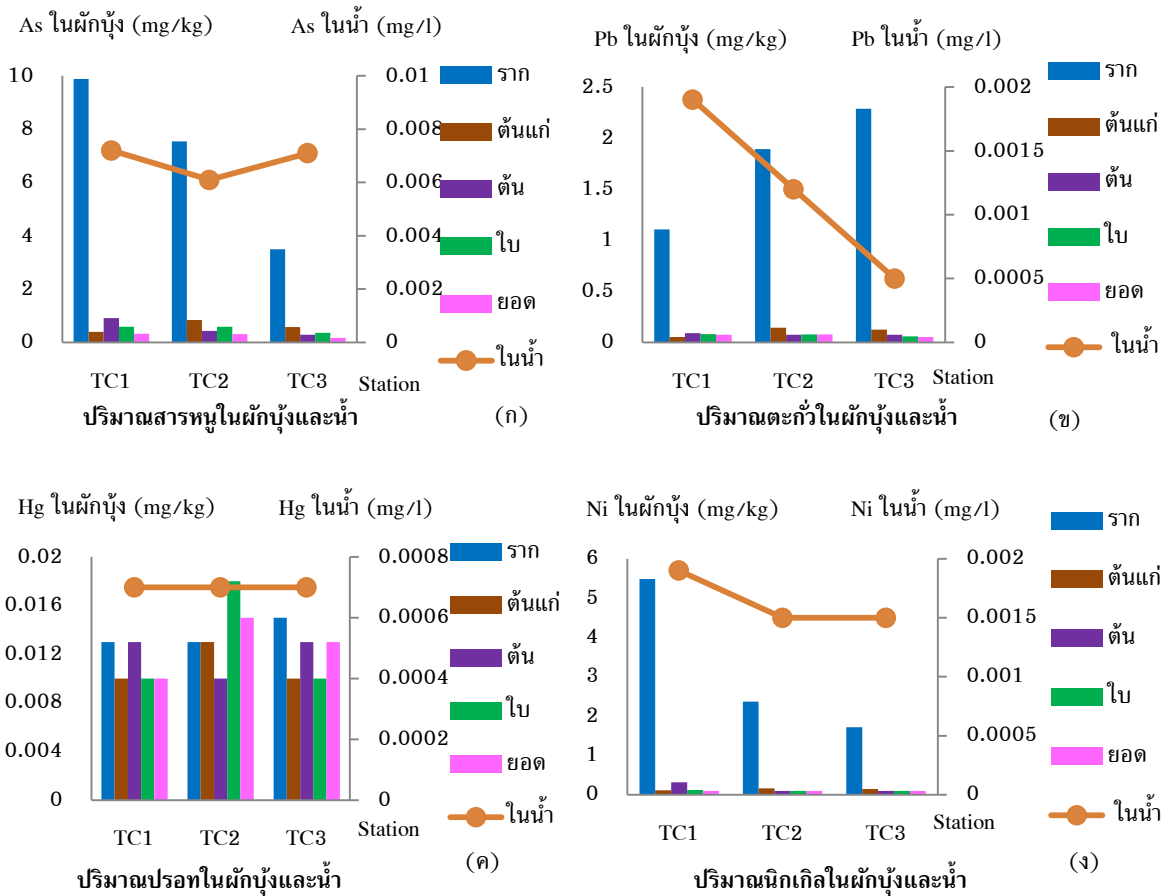 As ในผักบุ้ง (mg/kg) As ในน้ำ (mg/l)
10
8
6
4
2
0
0.01
0.008
0.006
0.004
0.002
0
ราก
ต้นแก่
ต้น
ใบ
ยอด
ในน้ำ
TC1 TC2 TC3 Station
ปริมาณสารหนูในผักบุ้งและน้ำ (ก)
Pb ในผักบุ้ง (mg/kg) Pb ในน้ำ (mg/l)
2.5
2
1.5
1
0.5
0
0.002
0.0015
0.001
0.0005
0
ราก
ต้นแก่
ต้น
ใบ
ยอด
ในน้ำ
TC1 TC2 TC3 Station
ปริมาณตะกั่วในผักบุ้งและน้ำ (ข)
Hg ในผักบุ้ง (mg/kg) Hg ในน้ำ (mg/l)
0.02
0.016
0.012
0.008
0.004
0
0.0008
0.0006
0.0004
0.0002
0
ราก
ต้นแก่
ต้น
ใบ
ยอด
ในน้ำ
TC1 TC2 TC3 Station
ปริมาณปรอทในผักบุ้งและน้ำ (ค)
Ni ในผักบุ้ง (mg/kg) Ni ในน้ำ (mg/l)
6
5
4
3
2
1
0
0.002
0.0015
0.001
0.0005
0
ราก
ต้นแก่
ต้น
ใบ
ยอด
ในน้ำ
TC1 TC2 TC3 Station
ปริมาณนิกเกิลในผักบุ้งและน้ำ (ง)